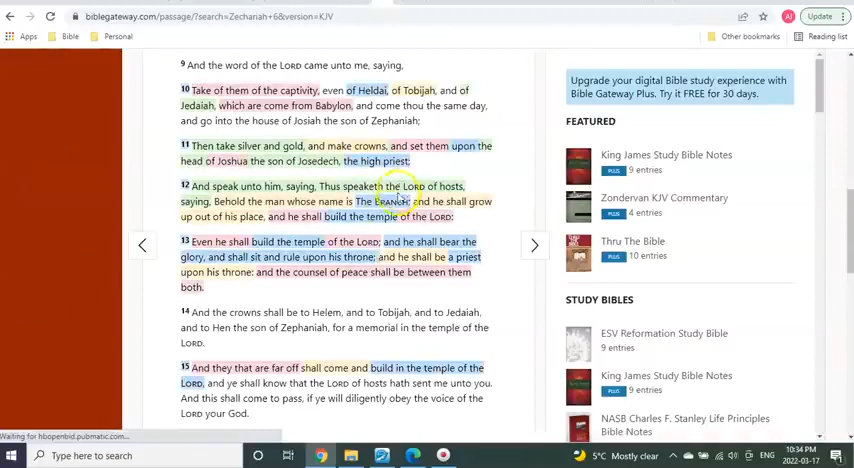 biblegateway.com/passage/?search=Zechariah+6&version=KJV
AI
Update
Apps
Bible
Personal
Other bookmarks
Reading list
9 And the word of the LORD came unto me, saying,
10 Take of them of the captivity, even of Heldai, of Tobijah, and of
Jedaiah, which are come from Babylon, and come thou the same day,
and go into the house of Josiah the son of Zephaniah;
11 Then take silver and gold, and make crowns, and set them upon the
head of Joshua the son of Josedech, the high priest;
12 And speak unto him, saying, Thus speaketh the LORD of hosts,
saying, Behold the man whose name is The BRANCH; and he shall grow
up out of his place, and he shall build the temple of the LORD:
13 Even he shall build the temple of the LORD; and he shall bear the
glory, and shall sit and rule upon his throne; and he shall be a priest
upon his throne: and the counsel of peace shall be between them
both.
14 And the crowns shall be to Helem, and to Tobijah, and to Jedaiah,
and to Hen the son of Zephaniah, for a memorial in the temple of the
LORD.
15 And they that are far off shall come and build in the temple of the
LORD, and ye shall know that the LORD of hosts hath sent me unto you.
And this shall come to pass, if ye will diligently obey the voice of the
LORD your God.
Upgrade your digital Bible study experience with
Bible Gateway Plus. Try it FREE for 30 days.
FEATURED
King James Study Bible
PLUS 9 entries
Zondervan KJV Commentary
PLUS 4 entries
Thru The Bible
PLUS 10 entries
STUDY BIBLES
ESV Reformation Study Bible
9 entries
King James Study Bible
PLUS 9 entries
NASB Charles F. Stanley Life Principles
Bible Notes
Waiting for hbopenbid.pubmatic.com...
Type here to search
5°C Mostly clear
ENG
10:34 PM
2022-03-17